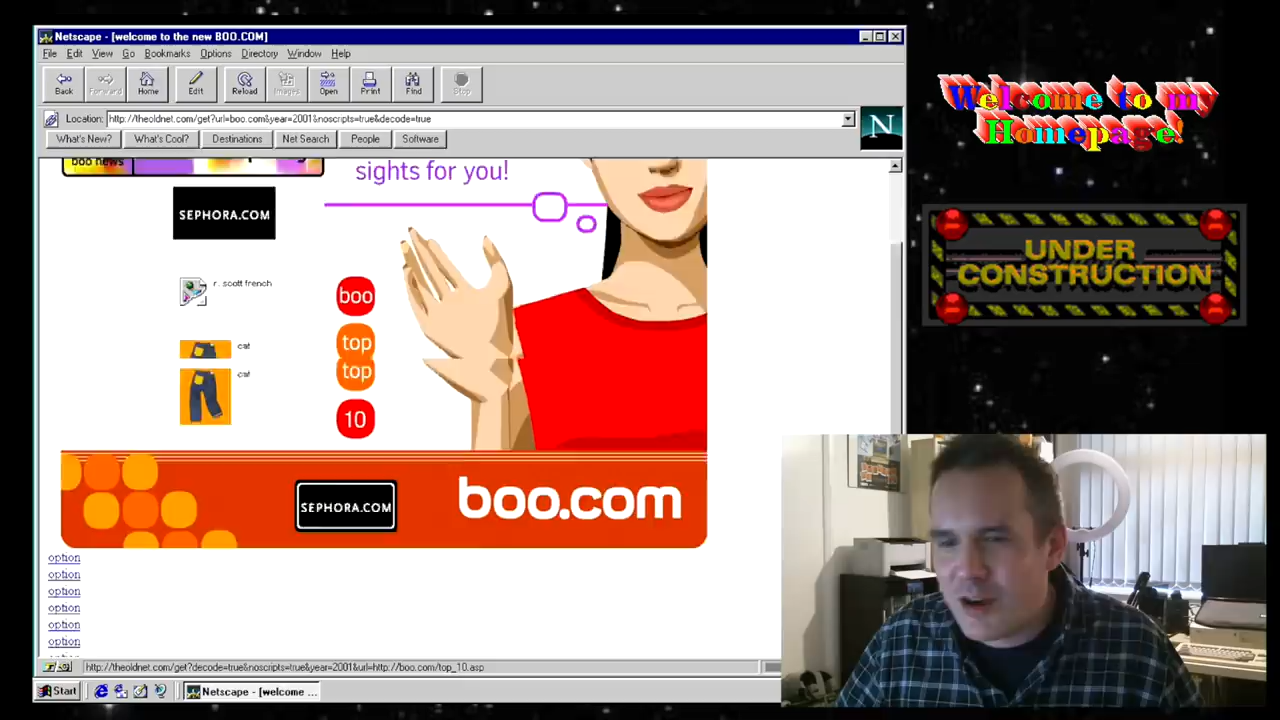 Netscape - [welcome to the new BOO.COM]
File Edit View Go Bookmarks Options Directory Window Help
Back Forward Home Edit Reload Images Open Print Find Stop
Location: http://theoldnet.com/get?url=boo.com&year=2001&noscripts=true&decode=true
N
What's New? What's Cool? Destinations Net Search People Software
Welcome to my
Homepage!
boo news
sights for you!
SEPHORA.COM
r. scott french
boo
cat
top
cat
top
10
UNDER
CONSTRUCTION
SEPHORA.COM
boo.com
option
option
option
option
option
option
http://theoldnet.com/get?decode=true&noscripts=true&year=2001&url=http://boo.com/top_10.asp
Start
Netscape - [welcome ...